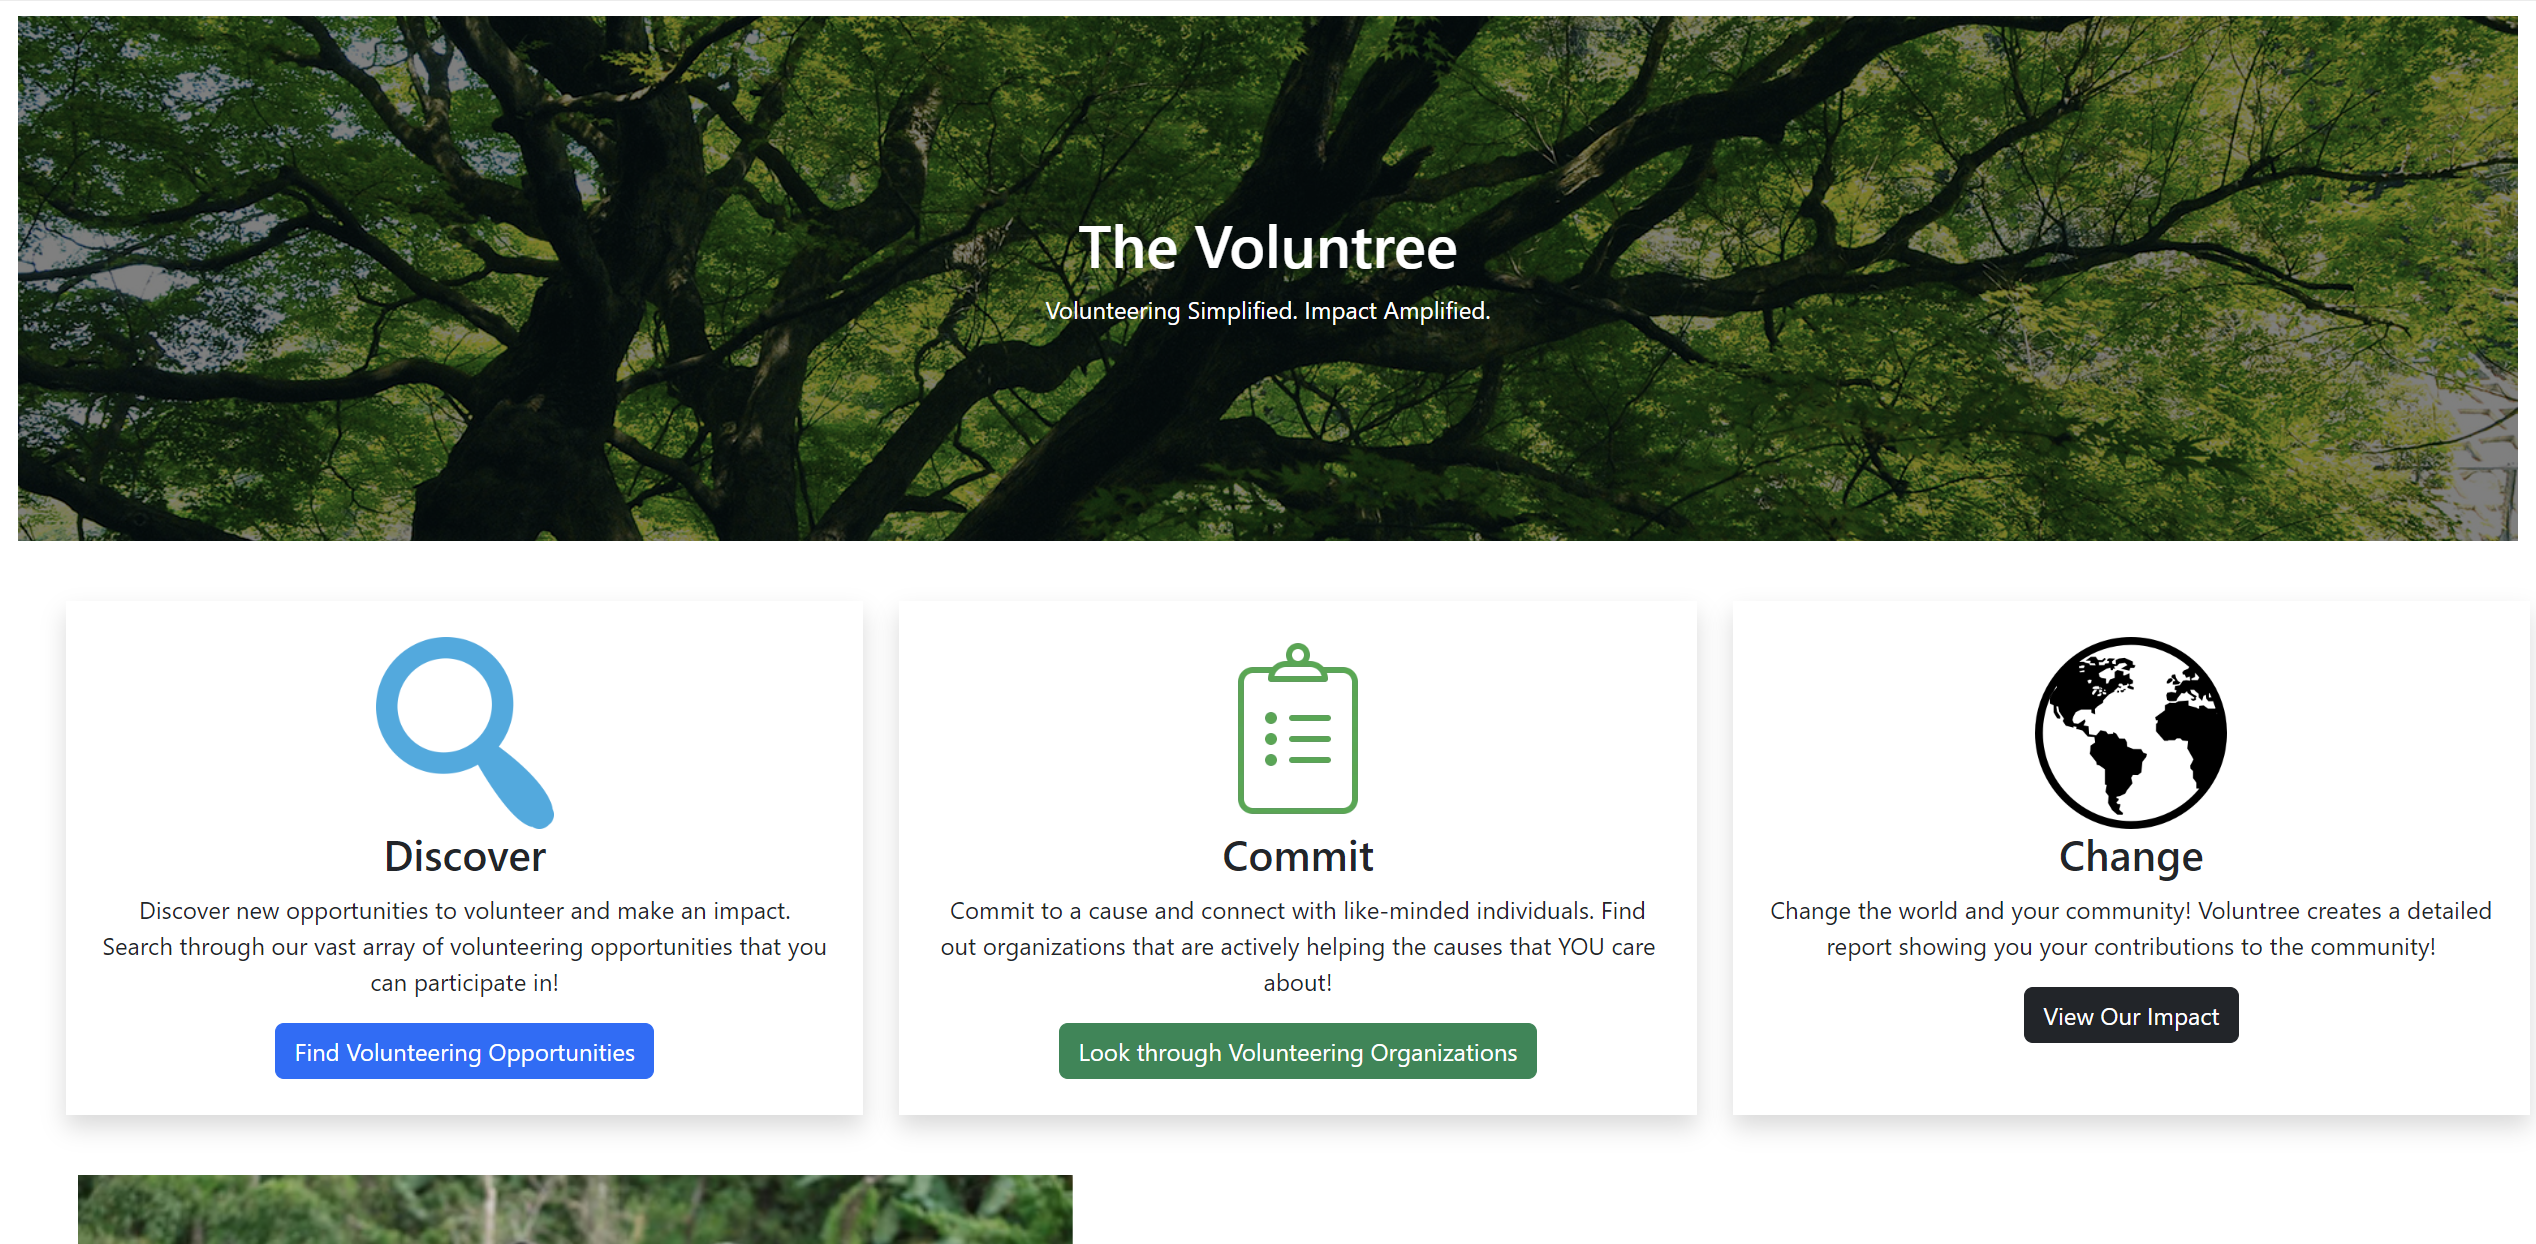 The Voluntree
Volunteering Simplified. Impact Amplified.
Discover
Discover new opportunities to volunteer and make an impact.
Search through our vast array of volunteering opportunities that you
can participate in!
Find Volunteering Opportunities
Commit
Commit to a cause and connect with like-minded individuals. Find
out organizations that are actively helping the causes that YOU care
about!
Look through Volunteering Organizations
Change
Change the world and your community! Voluntree creates a detailed
report showing you your contributions to the community!
View Our Impact